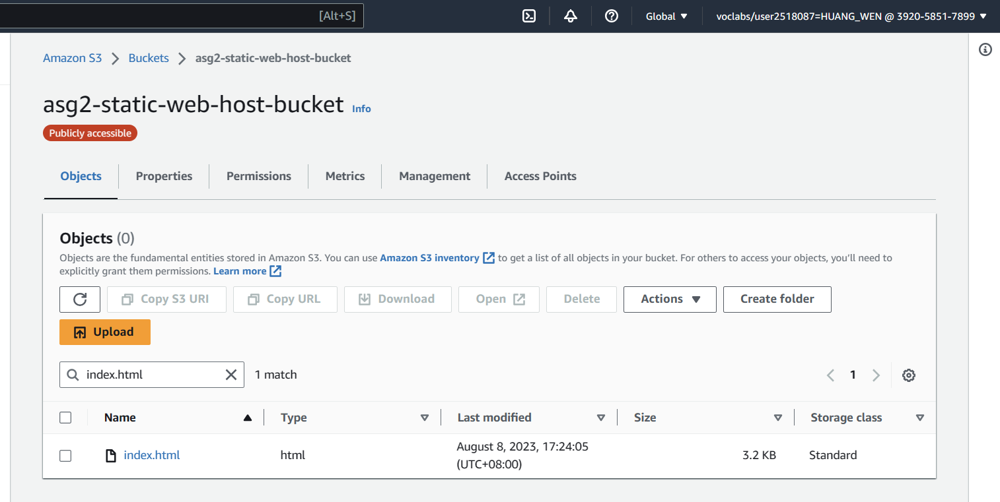 [Alt+S] Global voclabs/user2518087=HUANG_WEN @ 3920-5851-7899
Amazon S3 Buckets asg2-static-web-host-bucket
asg2-static-web-host-bucket Info
Publicly accessible
Objects Properties Permissions Metrics Management Access Points
Objects (0)
Objects are the fundamental entities stored in Amazon S3. You can use Amazon S3 inventory to get a list of all objects in your bucket. For others to access your objects, you’ll need to
explicitly grant them permissions. Learn more
Copy S3 URI Copy URL Download Open Delete Actions Create folder
Upload
index.html 1 match 1
Name Type Last modified Size Storage class
index.html html August 8, 2023, 17:24:05 3.2 KB Standard
(UTC+08:00)